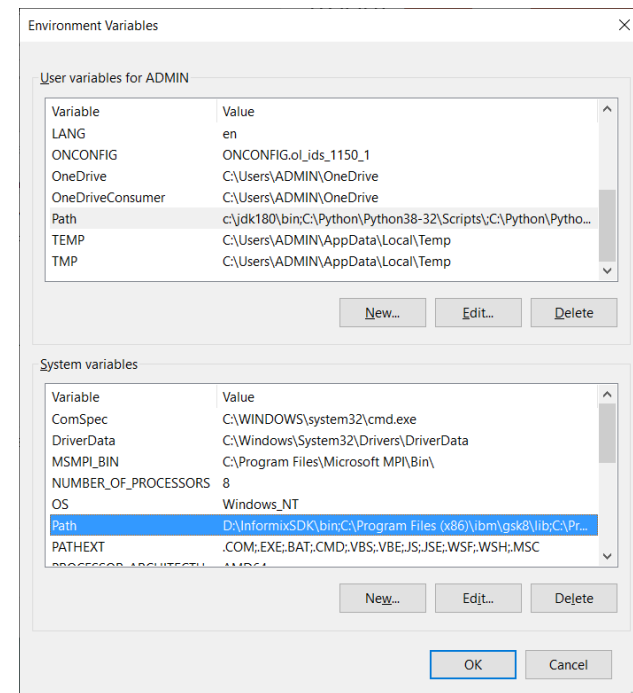 Environment Variables
User variables for ADMIN
Variable Value
LANG en
ONCONFIG ONCONFIG.ol_ids_1150_1
OneDrive C:\Users\ADMIN\OneDrive
OneDriveConsumer C:\Users\ADMIN\OneDrive
Path c:\jdk180\bin;C:\Python\Python38-32\Scripts\;C:\Python\Pytho...
TEMP C:\Users\ADMIN\AppData\Local\Temp
TMP C:\Users\ADMIN\AppData\Local\Temp
New... Edit... Delete
System variables
Variable Value
ComSpec C:\WINDOWS\system32\cmd.exe
DriverData C:\Windows\System32\Drivers\DriverData
MSMPI_BIN C:\Program Files\Microsoft MPI\Bin\
NUMBER_OF_PROCESSORS 8
OS Windows_NT
Path D:\InformixSDK\bin;C:\Program Files (x86)\ibm\gsk8\lib;C:\Pr...
PATHEXT .COM;.EXE;.BAT;.CMD;.VBS;.VBE;.JS;.JSE;.WSF;.WSH;.MSC
PROCESSOR_ARCHITECTU AMD64
New... Edit... Delete
OK Cancel